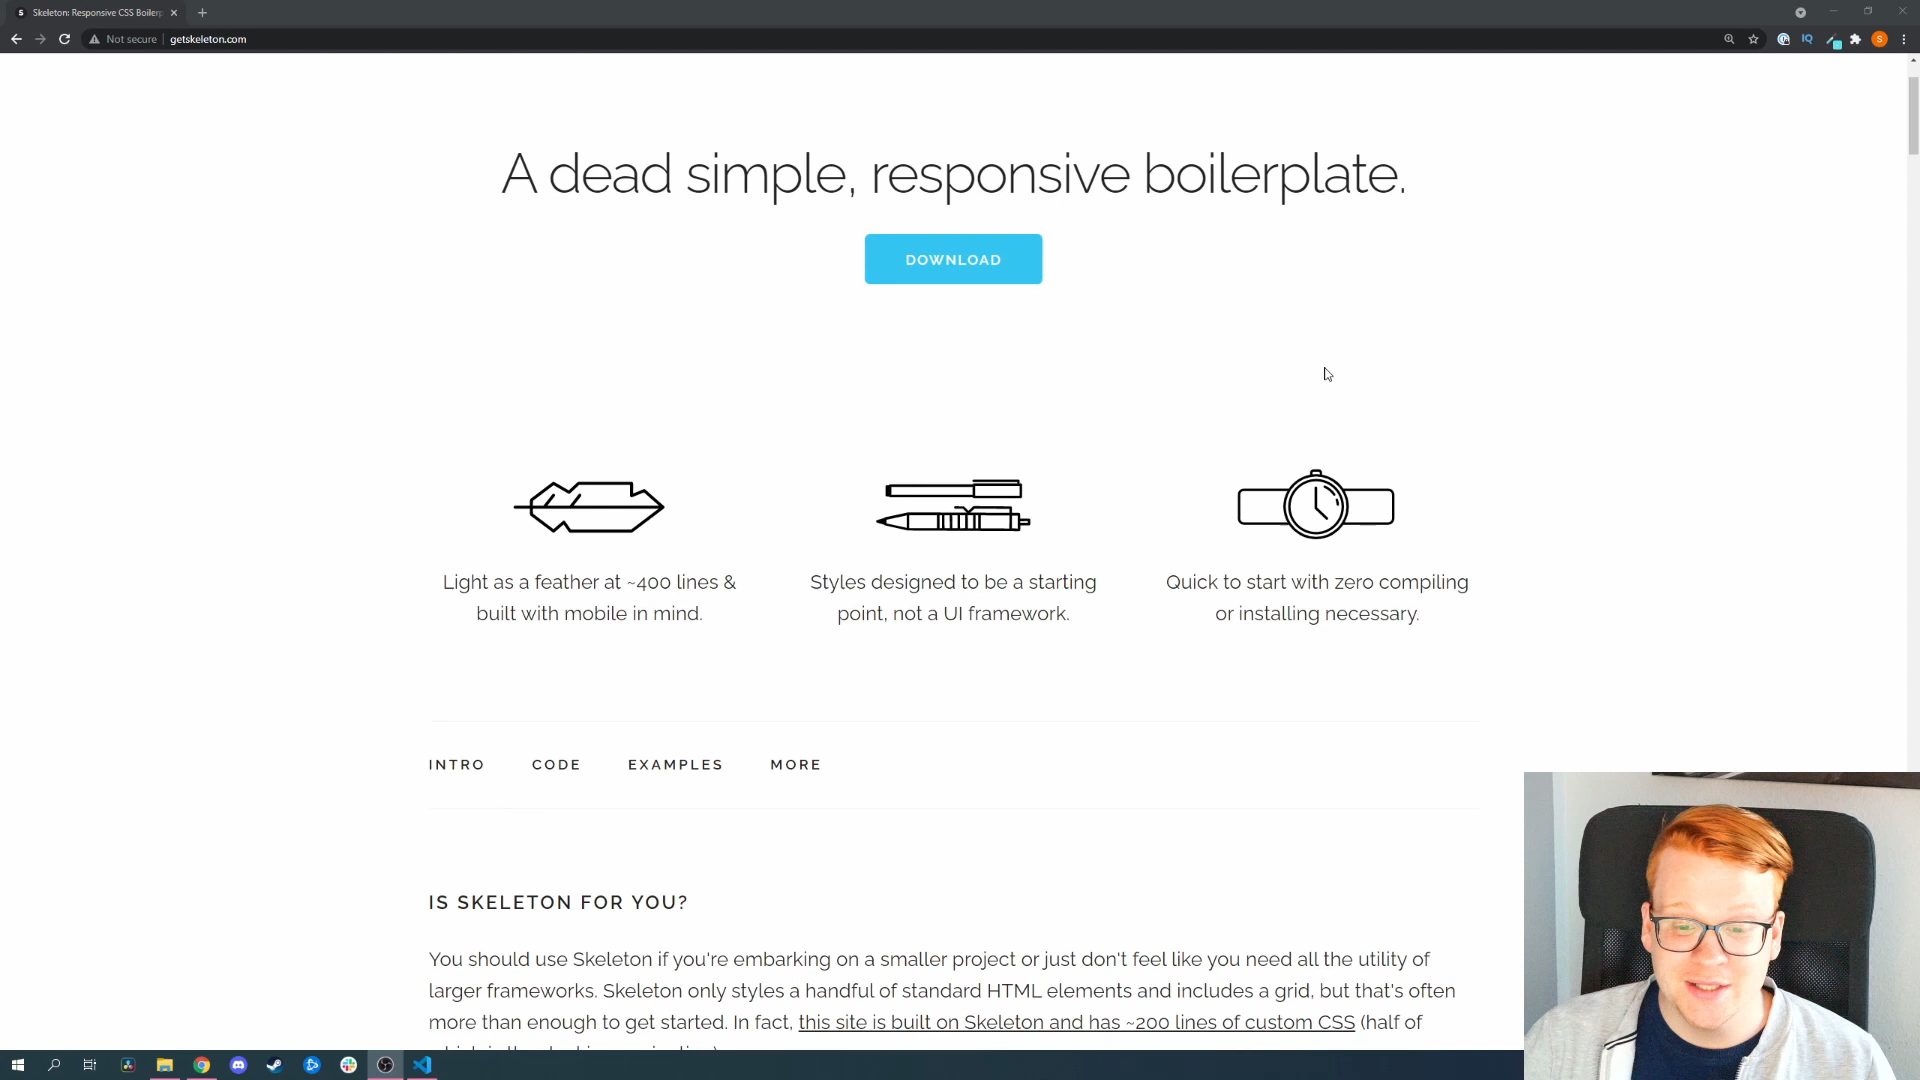 Skeleton: Responsive CSS Boilerp
Not secure
getskeleton.com
IQ
S
A dead simple, responsive boilerplate.
DOWNLOAD
Light as a feather at ~400 lines &
built with mobile in mind.
Styles designed to be a starting
point, not a UI framework.
Quick to start with zero compiling
or installing necessary.
INTRO CODE EXAMPLES MORE
IS SKELETON FOR YOU?
You should use Skeleton if you're embarking on a smaller project or just don't feel like you need all the utility of
larger frameworks. Skeleton only styles a handful of standard HTML elements and includes a grid, but that's often
more than enough to get started. In fact, this site is built on Skeleton and has ~200 lines of custom CSS (half of